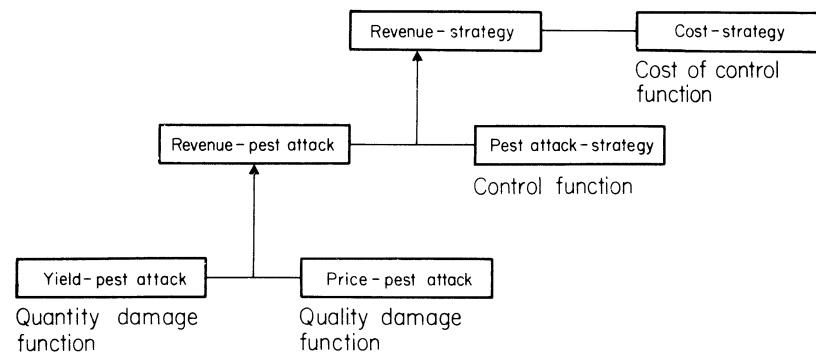 Revenue – strategy
Cost – strategy
Cost of control
function
Revenue – pest attack
Pest attack – strategy
Control function
Yield – pest attack
Price – pest attack
Quantity damage
function
Quality damage
function